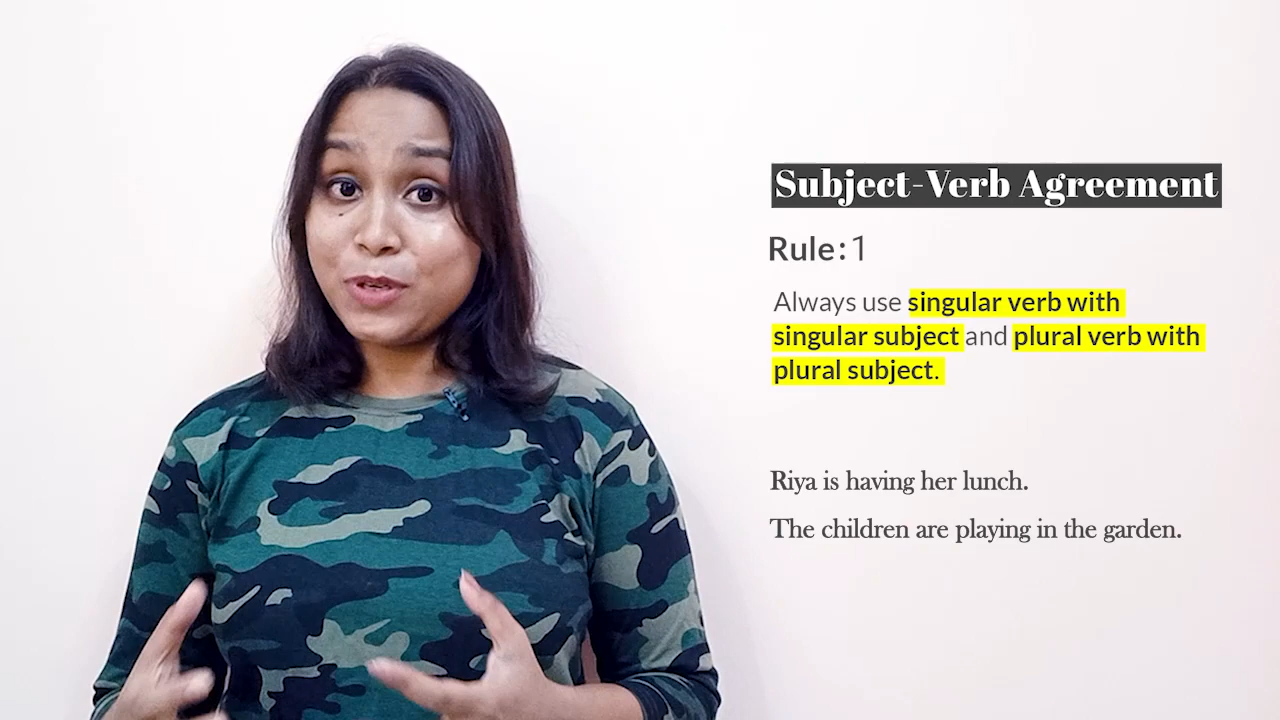 Subject-Verb Agreement
Rule: 1
Always use singular verb with
singular subject and plural verb with
plural subject.
Riya is having her lunch.
The children are playing in the garden.